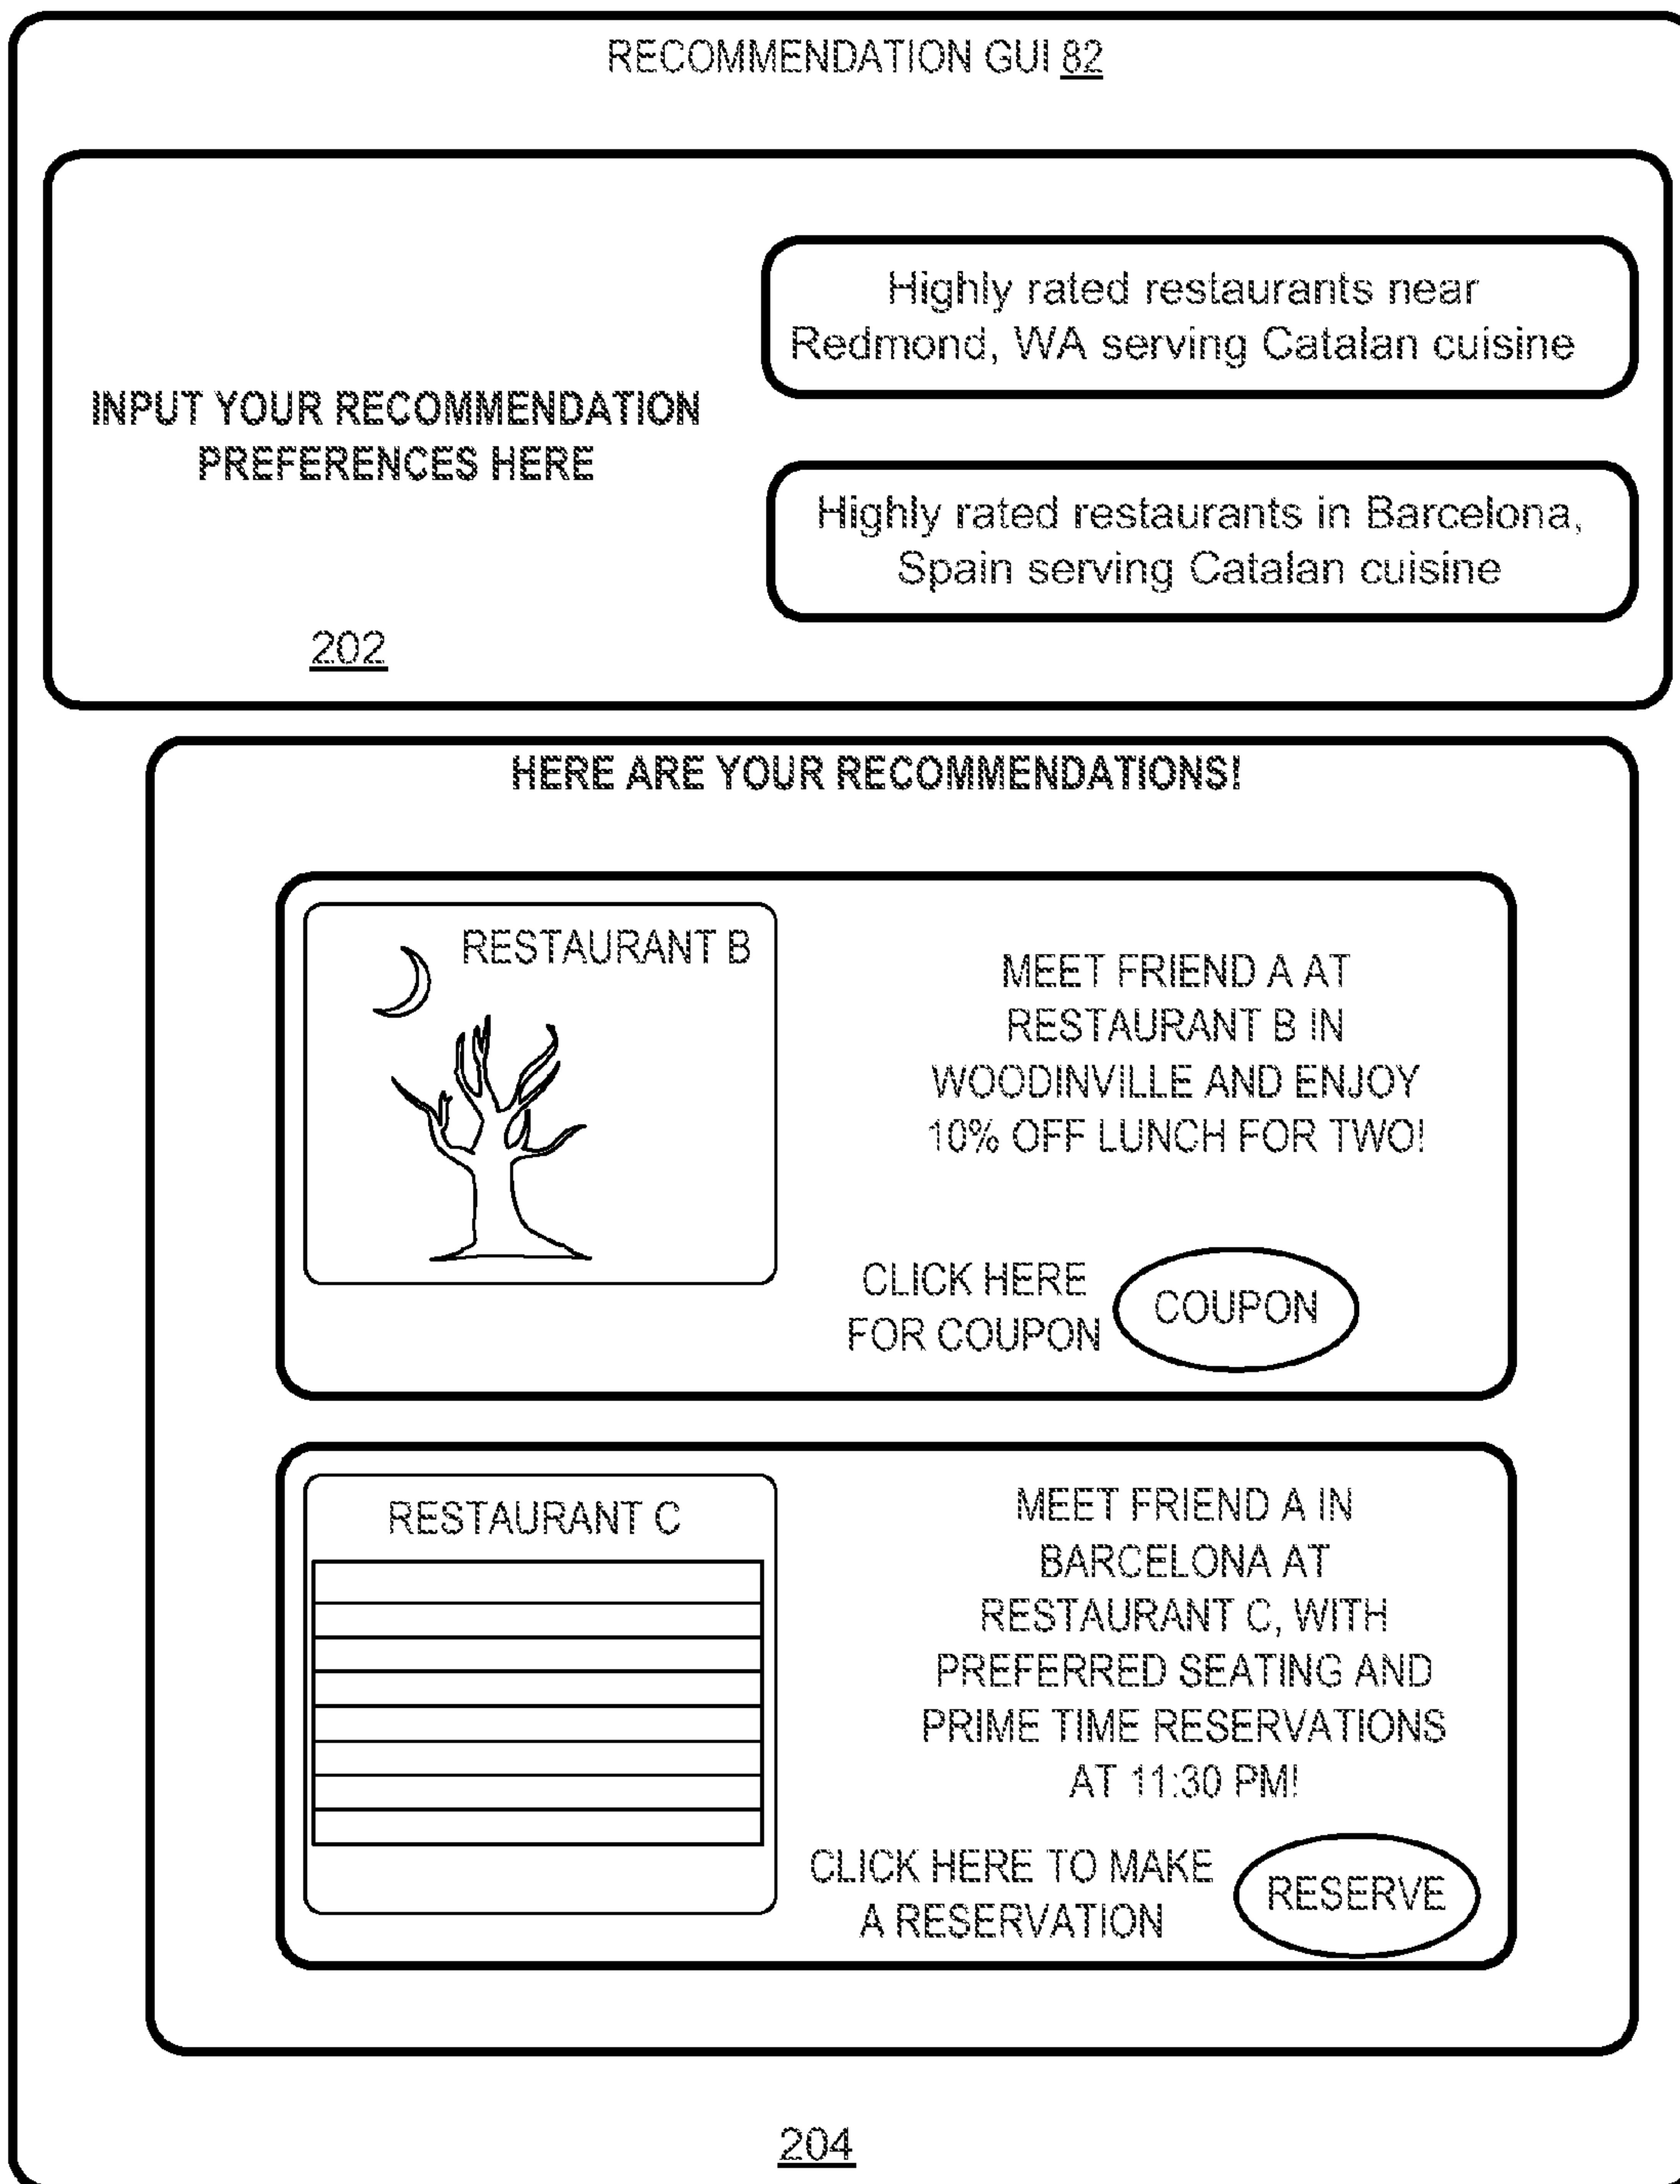 RECOMMENDATION GUI 82
INPUT YOUR RECOMMENDATION
PREFERENCES HERE
202
Highly rated restaurants near
Redmond, WA serving Catalan cuisine
Highly rated restaurants in Barcelona,
Spain serving Catalan cuisine
HERE ARE YOUR RECOMMENDATIONS!
RESTAURANT B
MEET FRIEND A AT
RESTAURANT B IN
WOODINVILLE AND ENJOY
10% OFF LUNCH FOR TWO!
CLICK HERE
FOR COUPON
COUPON
RESTAURANT C
MEET FRIEND A IN
BARCELONA AT
RESTAURANT C, WITH
PREFERRED SEATING AND
PRIME TIME RESERVATIONS
AT 11:30 PM!
CLICK HERE TO MAKE
A RESERVATION
RESERVE
204